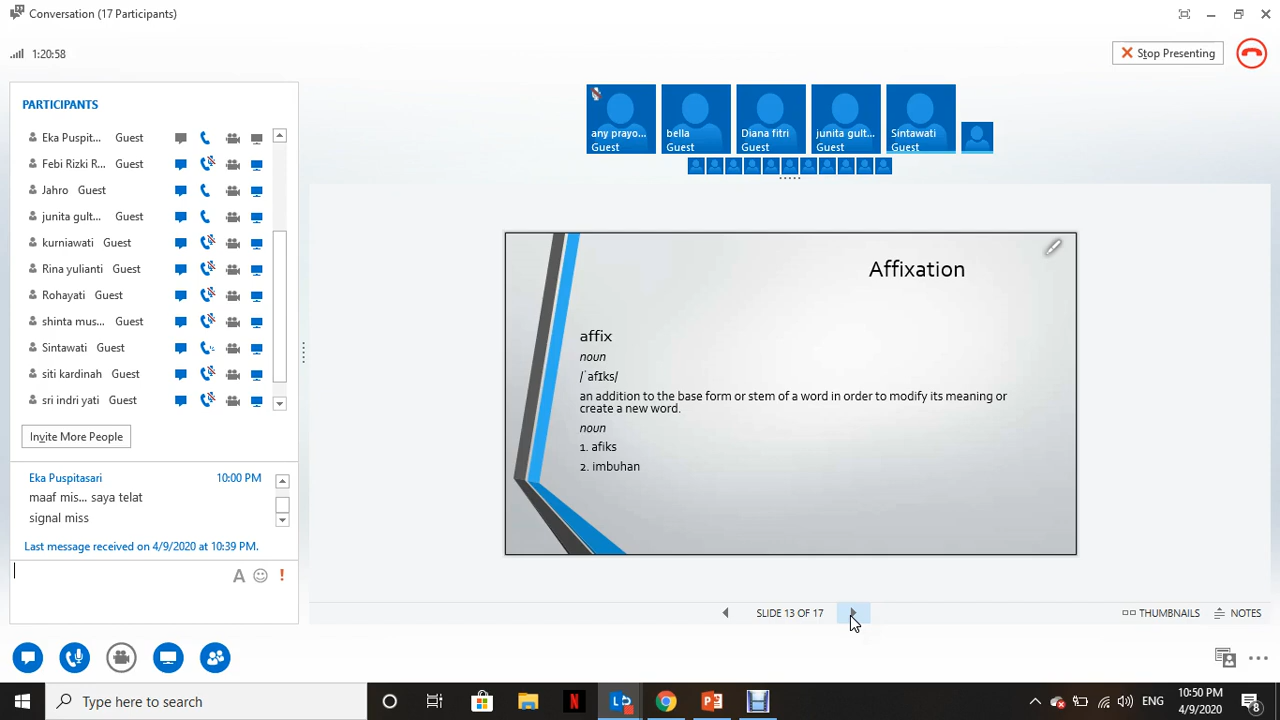 Conversation (17 Participants)
1:20:58
Stop Presenting
PARTICIPANTS
Eka Puspit... Guest
Febi Rizki R... Guest
Jahro Guest
junita gult... Guest
kurniawati Guest
Rina yulianti Guest
Rohayati Guest
shinta mus... Guest
Sintawati Guest
siti kardinah Guest
sri indri yati Guest
Invite More People
Eka Puspitasari 10:00 PM
maaf mis... saya telat
signal miss
Last message received on 4/9/2020 at 10:39 PM.
A
!
any prayo... Guest
bella Guest
Diana fitri Guest
junita gult... Guest
Sintawati Guest
Affixation
affix
noun
/ˈafɪks/
an addition to the base form or stem of a word in order to modify its meaning or
create a new word.
noun
1. afiks
2. imbuhan
SLIDE 13 OF 17
THUMBNAILS
NOTES
Type here to search
ENG
10:50 PM
4/9/2020
8